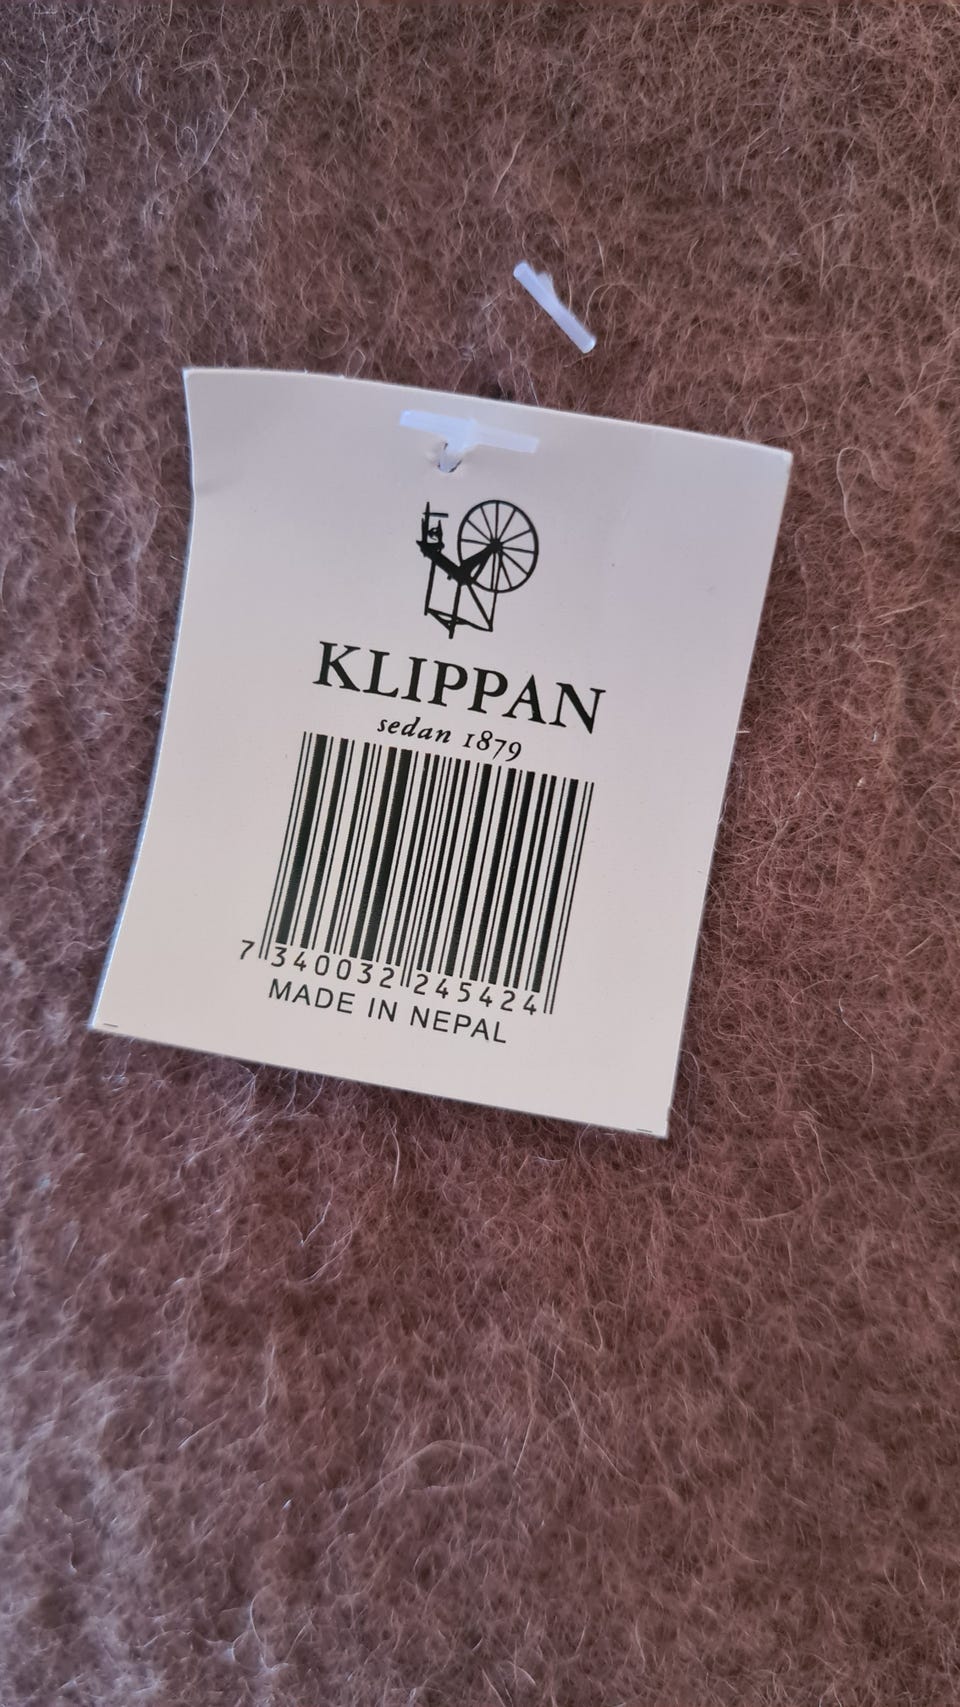 KLIPPAN
sedan 1879
7 340032 245424
MADE IN NEPAL